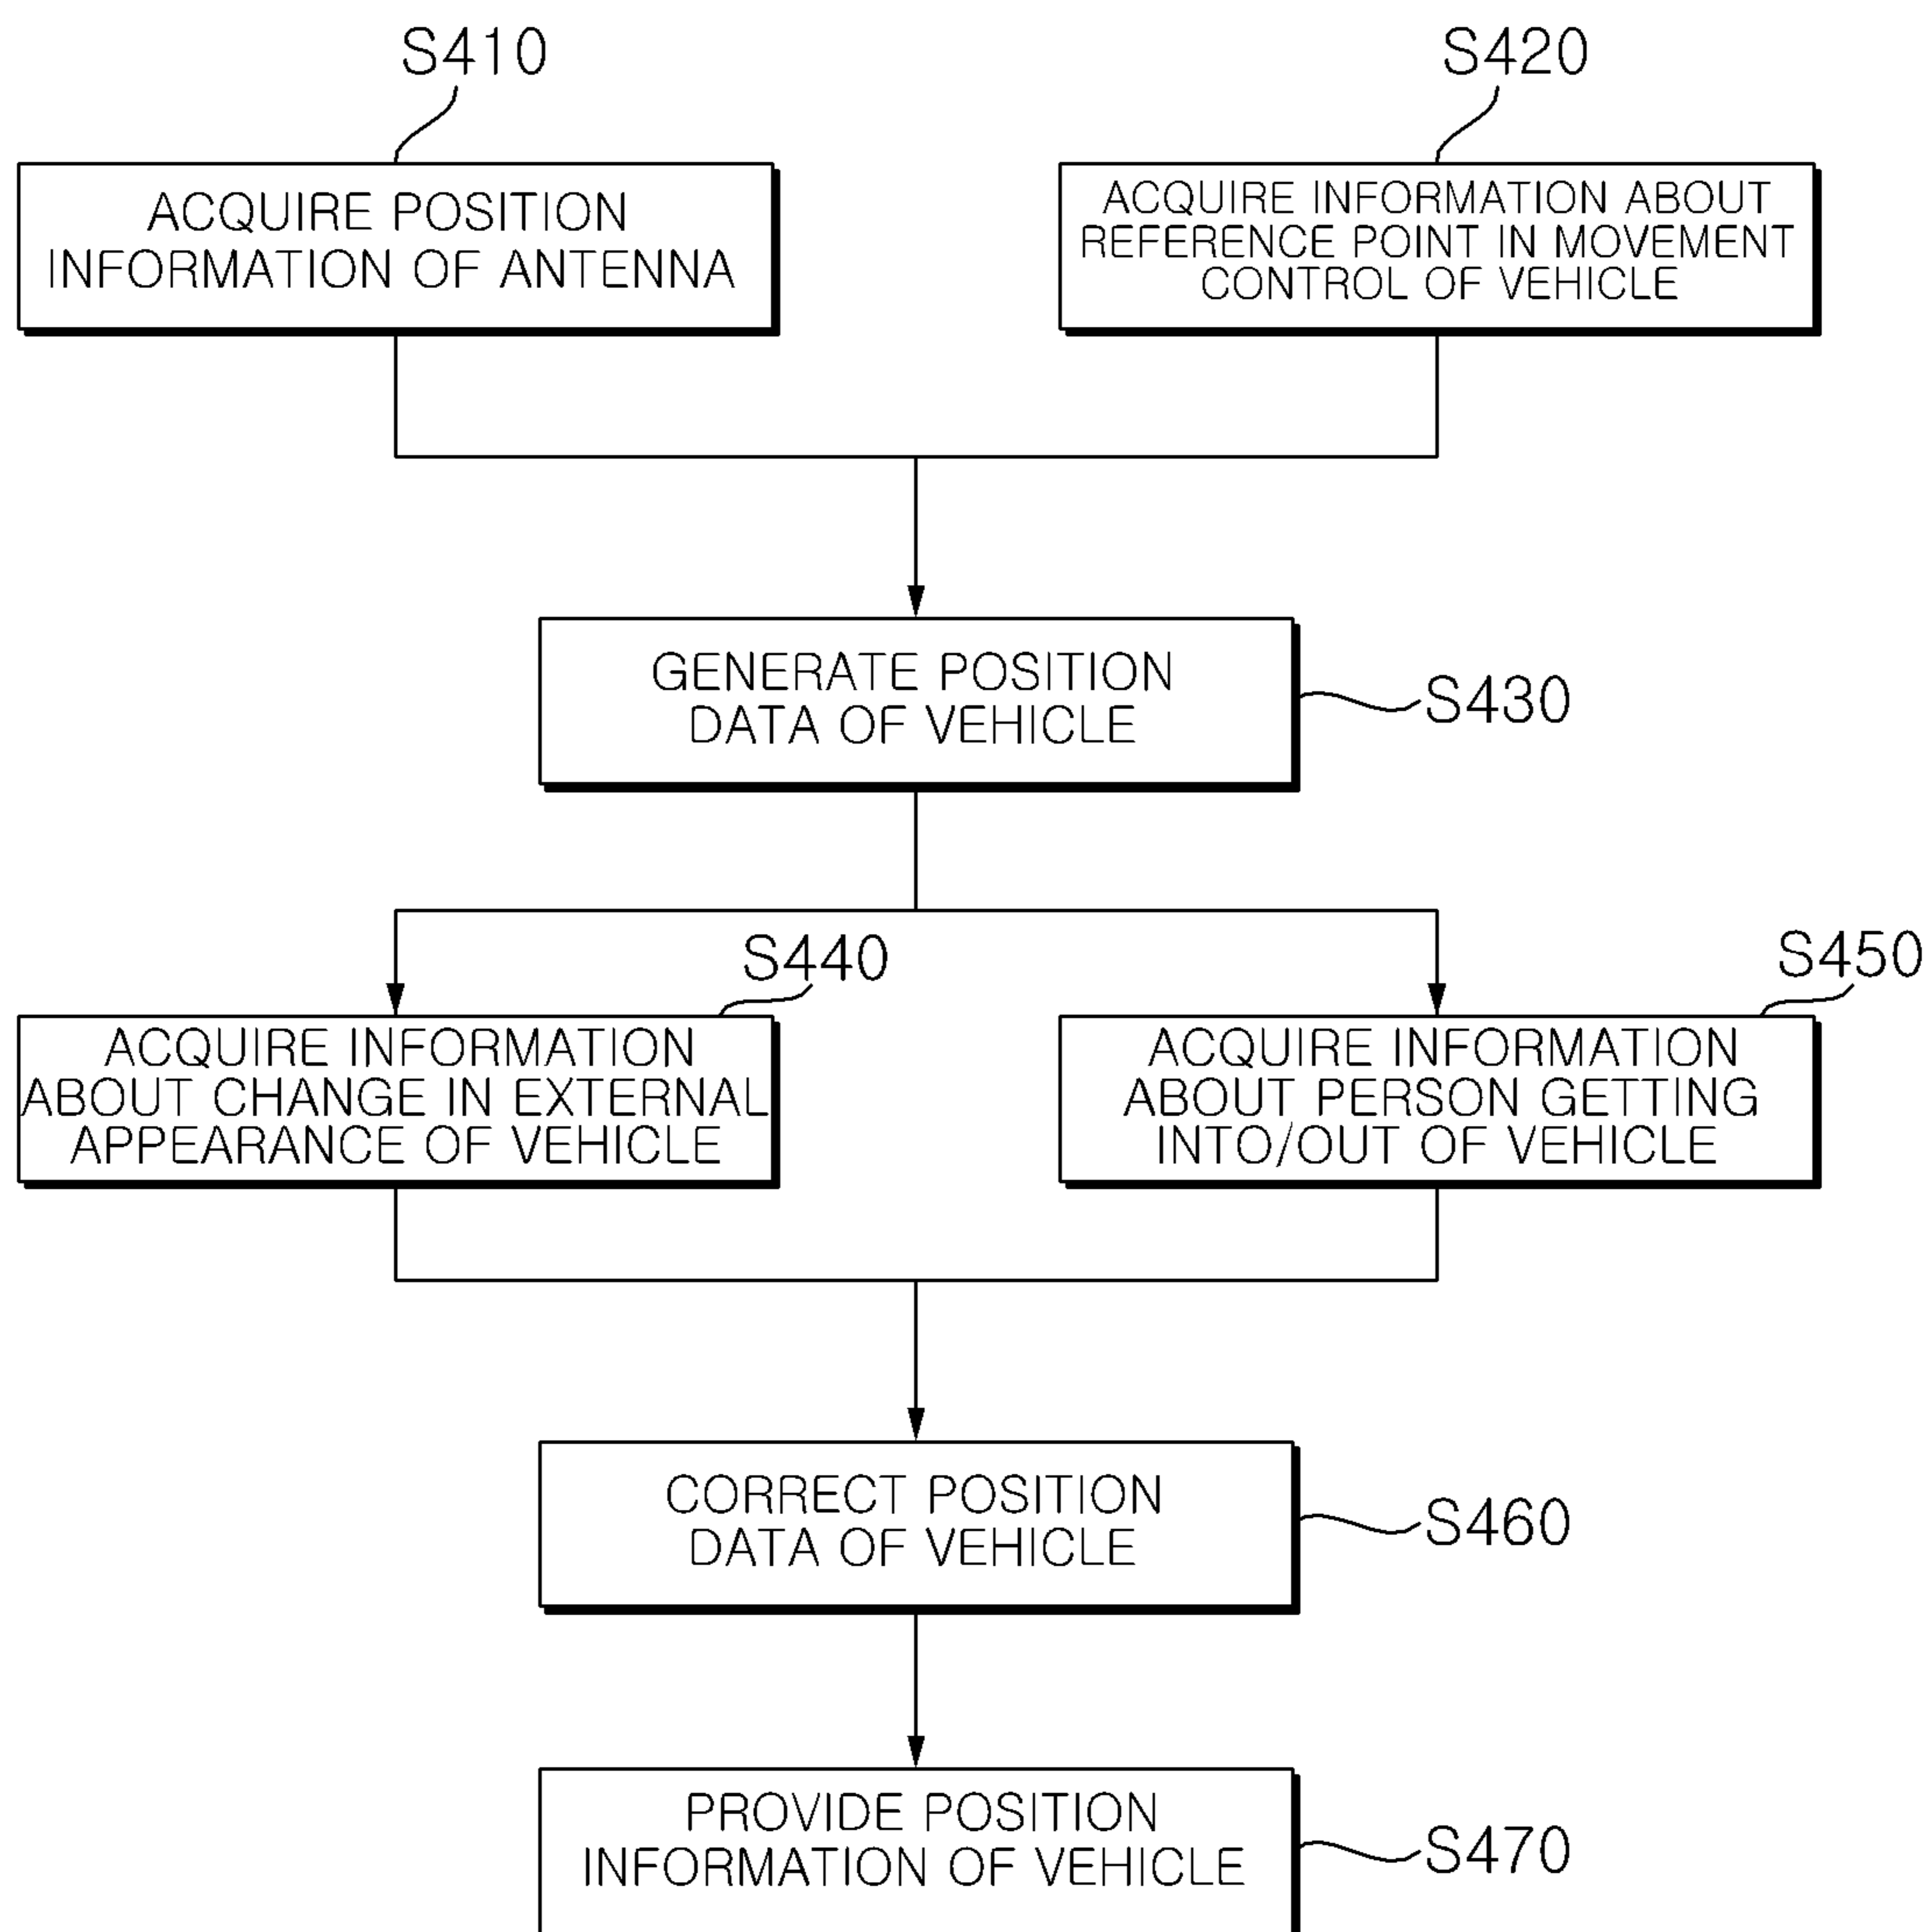 S410
S420
ACQUIRE POSITION
INFORMATION OF ANTENNA
ACQUIRE INFORMATION ABOUT
REFERENCE POINT IN MOVEMENT
CONTROL OF VEHICLE
GENERATE POSITION
DATA OF VEHICLE
S430
S440
S450
ACQUIRE INFORMATION
ABOUT CHANGE IN EXTERNAL
APPEARANCE OF VEHICLE
ACQUIRE INFORMATION
ABOUT PERSON GETTING
INTO/OUT OF VEHICLE
CORRECT POSITION
DATA OF VEHICLE
S460
PROVIDE POSITION
INFORMATION OF VEHICLE
S470